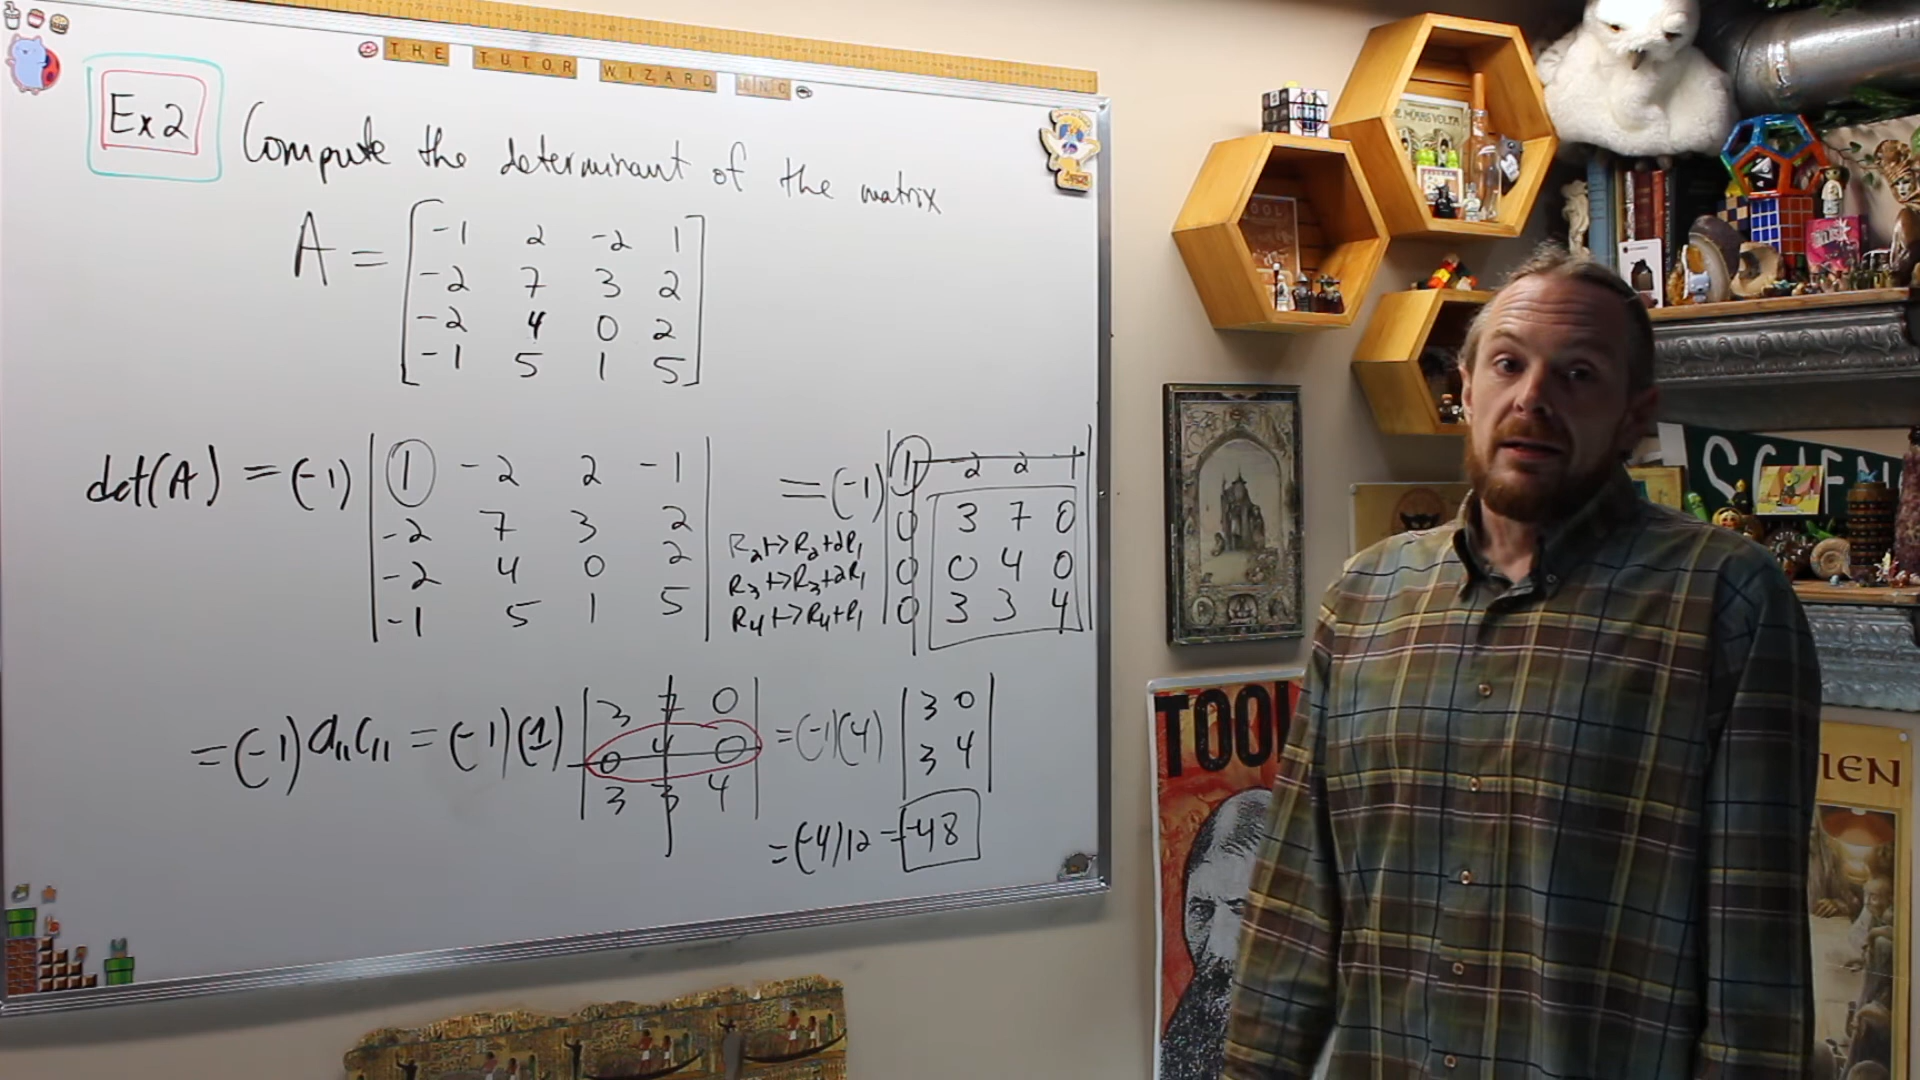 THE TUTOR WIZARD INC.
Ex 2 Compute the determinant of the matrix
A = [ -1 2 -2 1
-2 7 3 2
-2 4 0 2
-1 5 1 5 ]
det(A) = (-1) | 1 -2 2 -1 | = (-1) | 1 -2 2 -1 |
-2 7 3 2 R2↦R2+2R1 0 3 7 0
-2 4 0 2 R3↦R3+2R1 0 0 4 0
-1 5 1 5 R4↦R4+R1 0 3 3 4
= (-1) a11 C11 = (-1)(1) | 3 7 0 | = (-1)(4) | 3 0 |
0 4 0 3 4
3 3 4
= (-4)12 = -48
SCIEN
TOOL
IEN